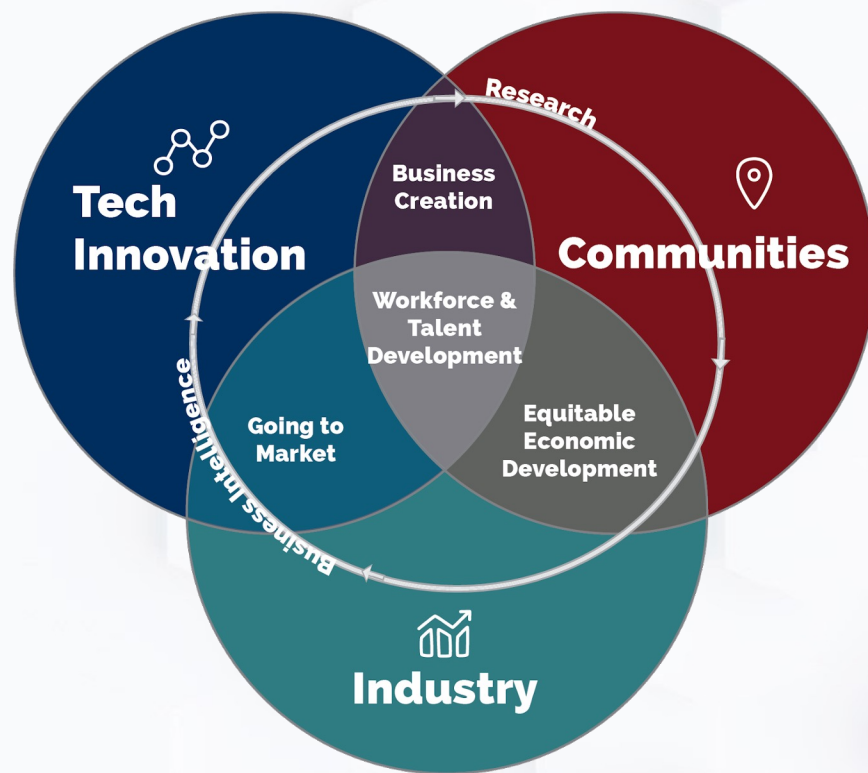 Research
Business
Creation
Tech
Innovation
Communities
Workforce &
Talent
Development
Going to
Market
Equitable
Economic
Development
Business Intelligence
Industry